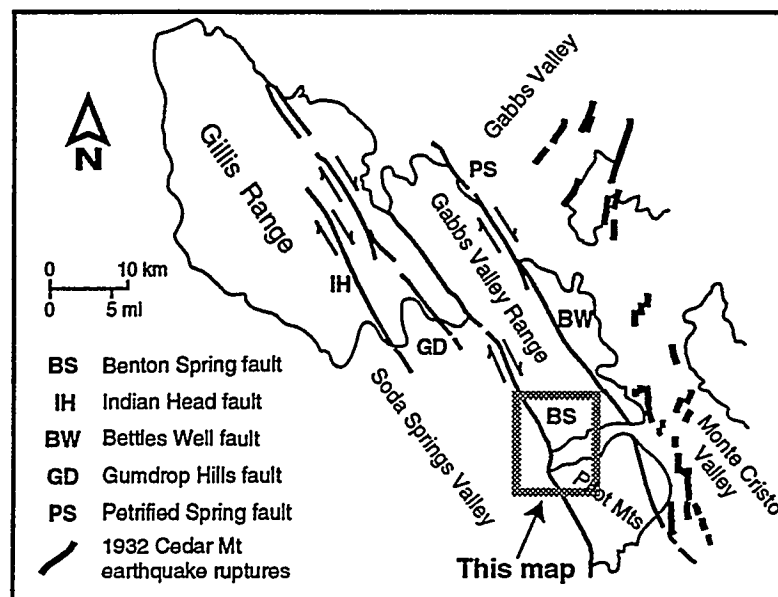 Gabbs Valley
N
Gillis Range
PS
Gabbs Valley Range
0 10 km
0 5 mi
IH
BW
GD
BS Benton Spring fault
IH Indian Head fault
BW Bettles Well fault
GD Gumdrop Hills fault
PS Petrified Spring fault
1932 Cedar Mt
earthquake ruptures
Soda Springs Valley
BS
Monte Cristo
Valley
Pilot Mts
This map